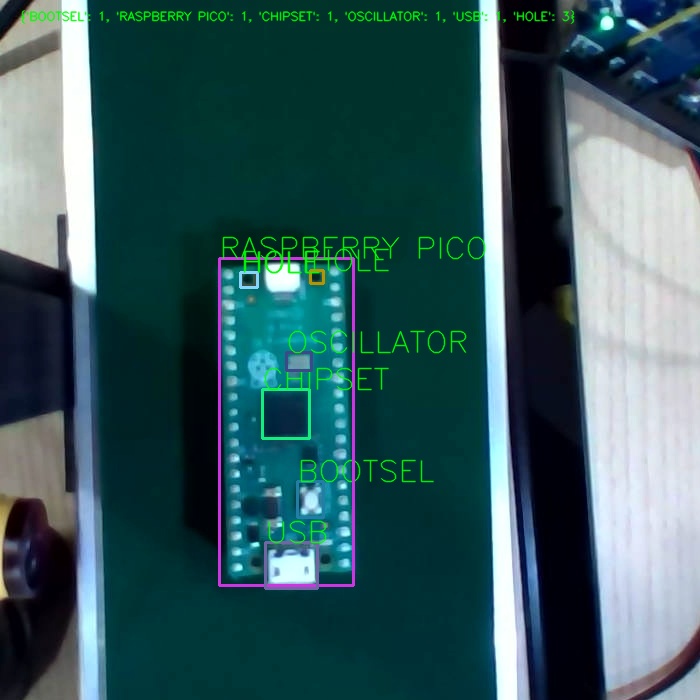 {'BOOTSEL': 1, 'RASPBERRY PICO': 1, 'CHIPSET': 1, 'OSCILLATOR': 1, 'USB': 1, 'HOLE': 3}
RASPBERRY PICO
HOLE HOLE
OSCILLATOR
CHIPSET
BOOTSEL
USB